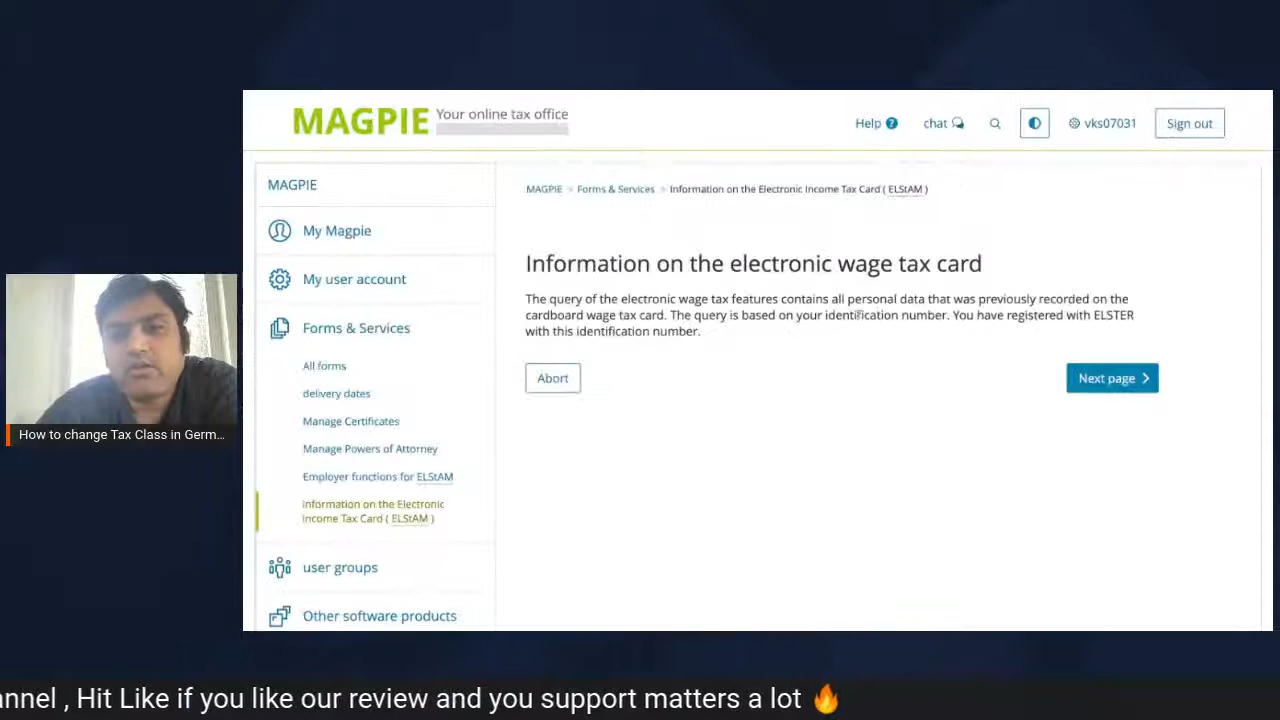 MAGPIE Your online tax office
Help ? chat vks07031 Sign out
MAGPIE
My Magpie
My user account
Forms & Services
All forms
delivery dates
Manage Certificates
Manage Powers of Attorney
Employer functions for ELStAM
Information on the Electronic
Income Tax Card ( ELStAM )
user groups
Other software products
MAGPIE > Forms & Services > Information on the Electronic Income Tax Card ( ELStAM )
Information on the electronic wage tax card
The query of the electronic wage tax features contains all personal data that was previously recorded on the
cardboard wage tax card. The query is based on your identification number. You have registered with ELSTER
with this identification number.
Abort
Next page
How to change Tax Class in Germ...
annel , Hit Like if you like our review and you support matters a lot 🔥